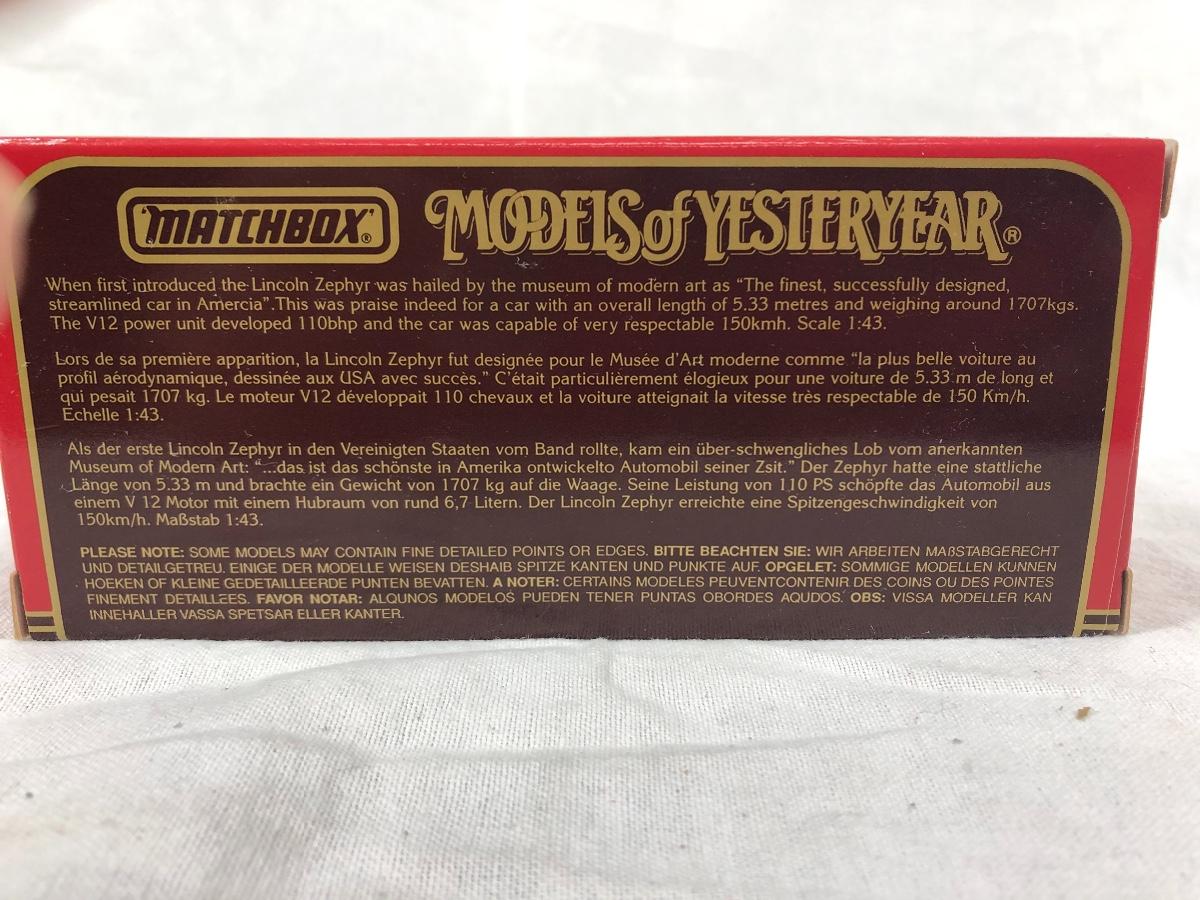 MATCHBOX® MODELS of YESTERYEAR®
When first introduced the Lincoln Zephyr was hailed by the museum of modern art as “The finest, successfully designed,
streamlined car in Amercia”. This was praise indeed for a car with an overall length of 5.33 metres and weighing around 1707kgs.
The V12 power unit developed 110bhp and the car was capable of very respectable 150kmh. Scale 1:43.
Lors de sa première apparition, la Lincoln Zephyr fut designée pour le Musée d’Art moderne comme “la plus belle voiture au
profil aérodynamique, dessinée aux USA avec succès.” C’était particulièrement élogieux pour une voiture de 5.33 m de long et
qui pesait 1707 kg. Le moteur V12 développait 110 chevaux et la voiture atteignait la vitesse très respectable de 150 Km/h.
Echelle 1:43.
Als der erste Lincoln Zephyr in den Vereinigten Staaten vom Band rollte, kam ein über-schwengliches Lob vom anerkannten
Museum of Modern Art: “...das ist das schönste in Amerika ontwickelto Automobil seiner Zsit.” Der Zephyr hatte eine stattliche
Länge von 5.33 m und brachte ein Gewicht von 1707 kg auf die Waage. Seine Leistung von 110 PS schöpfte das Automobil aus
einem V 12 Motor mit einem Hubraum von rund 6,7 Litern. Der Lincoln Zephyr erreichte eine Spitzengeschwindigkeit von
150km/h. Maßstab 1:43.
PLEASE NOTE: SOME MODELS MAY CONTAIN FINE DETAILED POINTS OR EDGES. BITTE BEACHTEN SIE: WIR ARBEITEN MAßSTABGERECHT
UND DETAILGETREU. EINIGE DER MODELLE WEISEN DESHAIB SPITZE KANTEN UND PUNKTE AUF. OPGELET: SOMMIGE MODELLEN KUNNEN
HOEKEN OF KLEINE GEDETAILLEERDE PUNTEN BEVATTEN. A NOTER: CERTAINS MODELES PEUVENTCONTENIR DES COINS OU DES POINTES
FINEMENT DETAILLEES. FAVOR NOTAR: ALQUNOS MODELOS PUEDEN TENER PUNTAS OBORDES AQUDOS. OBS: VISSA MODELLER KAN
INNEHALLER VASSA SPETSAR ELLER KANTER.